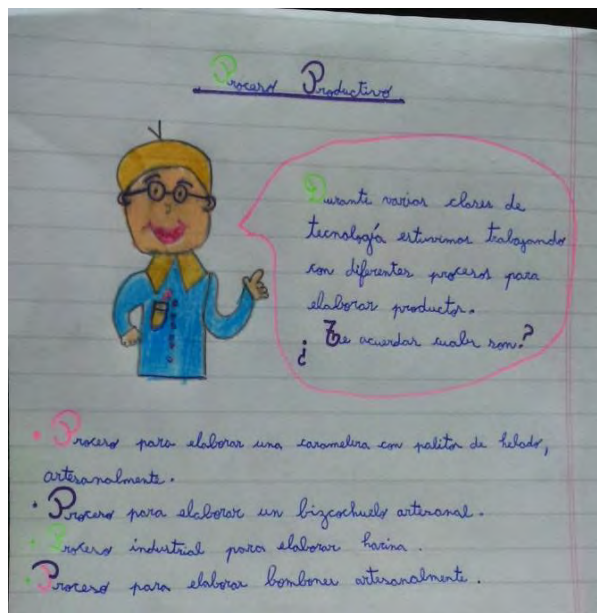 Proceso Productivo
Durante varias clases de
tecnología estuvimos trabajando
con diferentes procesos para
elaborar productos.
¿Te acuerdas cuales son?
• Proceso para elaborar una caramelera con palitos de helado,
artesanalmente.
• Proceso para elaborar un bizcochuelo artesanal.
• Proceso industrial para elaborar harina.
• Proceso para elaborar bombones artesanalmente.